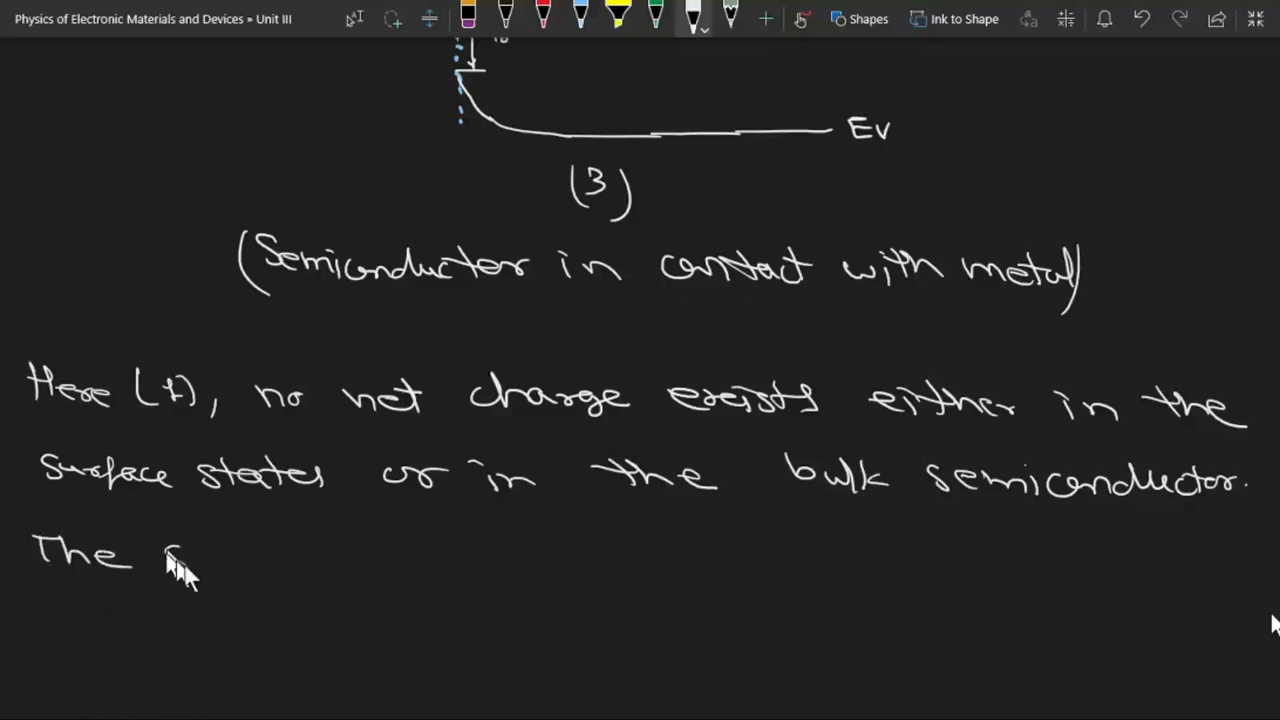 Physics of Electronic Materials and Devices » Unit III
Shapes
Ink to Shape
Ev
(3)
(Semiconductor in contact with metal)
Here (1), no net charge exists either in the
surface states or in the bulk semiconductor.
The